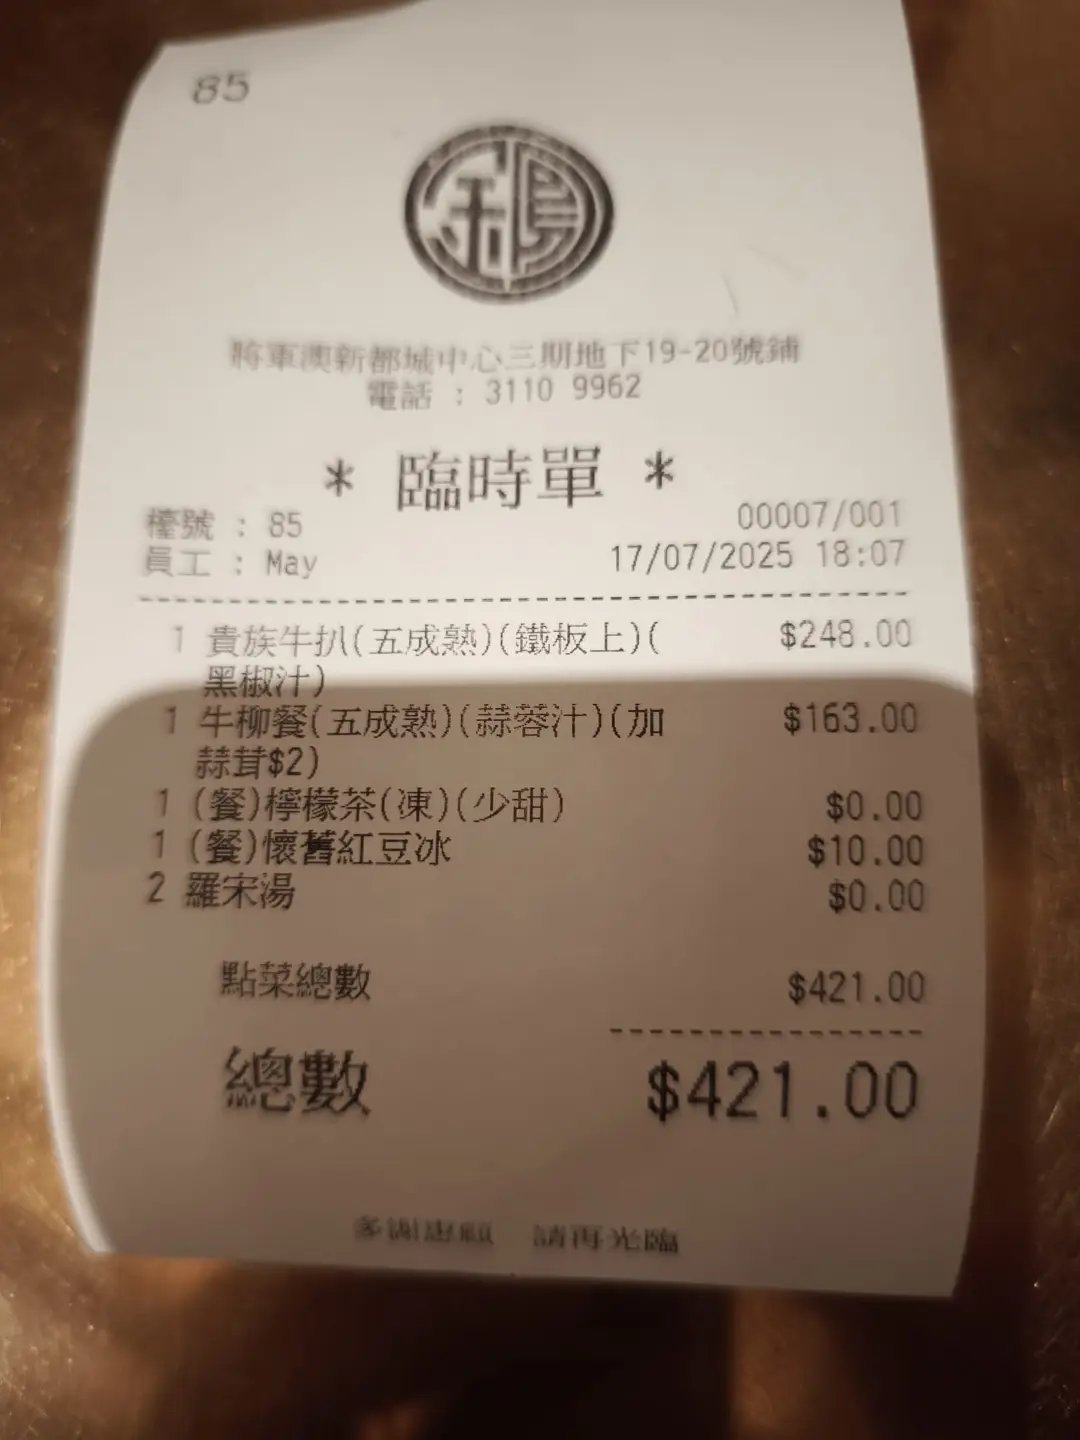 85
將軍澳新都城中心三期地下19-20號鋪
電話 : 3110 9962
* 臨時單 *
檯號 : 85 00007/001
員工 : May 17/07/2025 18:07
1 貴族牛扒(五成熟)(鐵板上)( $248.00
黑椒汁)
1 牛柳餐(五成熟)(蒜蓉汁)(加 $163.00
蒜茸$2)
1 (餐)檸檬茶(凍)(少甜) $0.00
1 (餐)懷舊紅豆冰 $10.00
2 羅宋湯 $0.00
點菜總數 $421.00
總數 $421.00
多謝惠顧 請再光臨